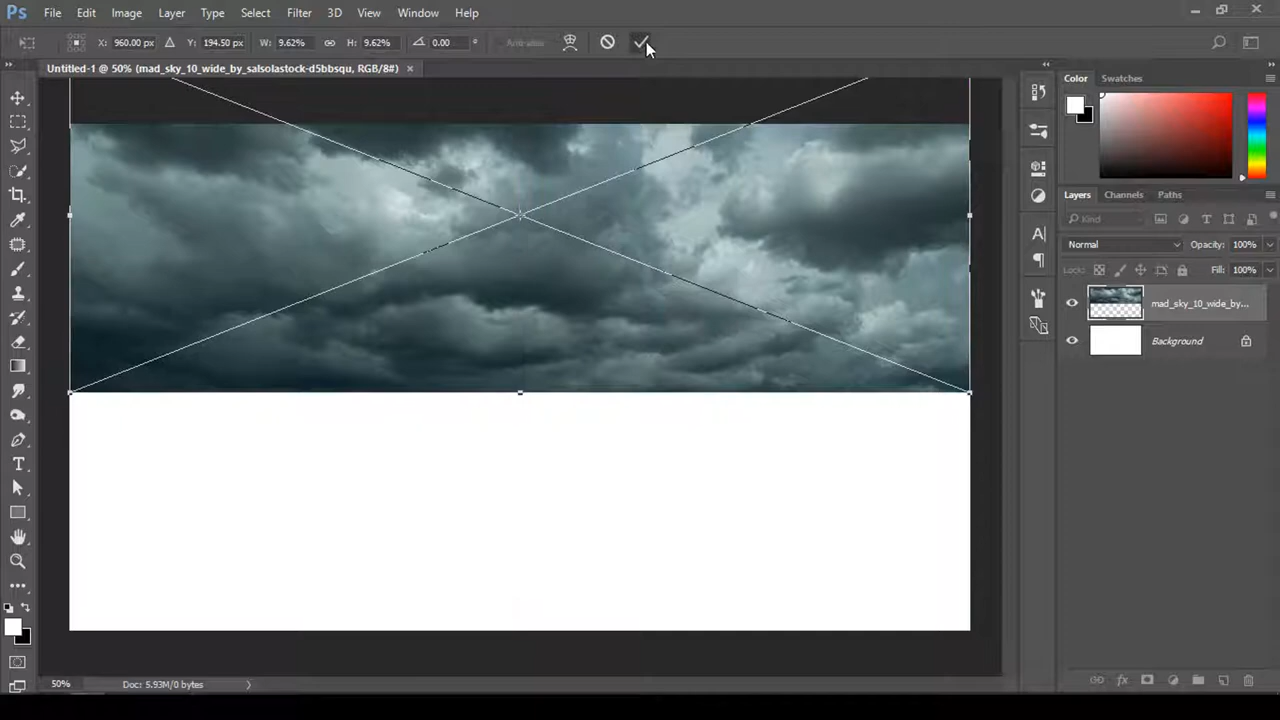 Ps File Edit Image Layer Type Select Filter 3D View Window Help
X: 960.00 px Y: 194.50 px W: 9.62% H: 9.62% 0.00 ° Anti-alias
Untitled-1 @ 50% (mad_sky_10_wide_by_salsolastock-d5bbsqu, RGB/8#) ×
Color Swatches
Layers Channels Paths
Kind
Normal Opacity: 100%
Lock: Fill: 100%
mad_sky_10_wide_by...
Background
50% Doc: 5.93M/0 bytes